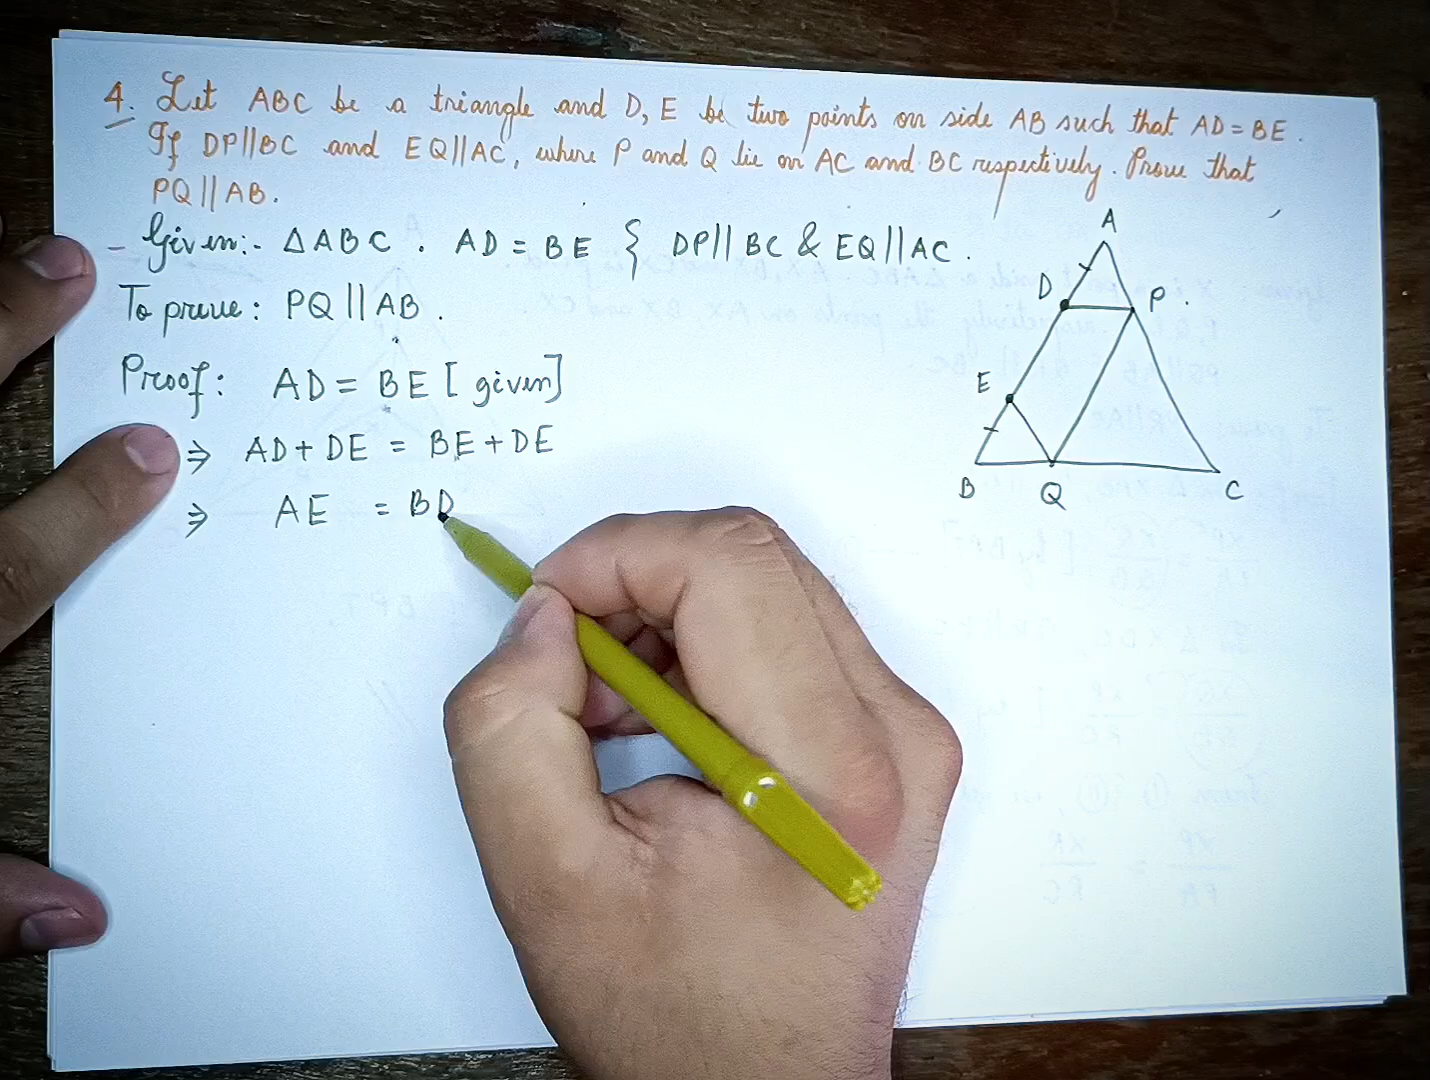 4. Let ABC be a triangle and D, E be two points on side AB such that AD = BE.
If DP||BC and EQ||AC, where P and Q lie on AC and BC respectively. Prove that
PQ || AB.
- Given:- △ABC . AD = BE { DP|| BC & EQ||AC .
To prove: PQ || AB .
Proof: AD = BE [given]
⇒ AD + DE = BE + DE
⇒ AE = BD
A
D
P .
E
B
Q
C